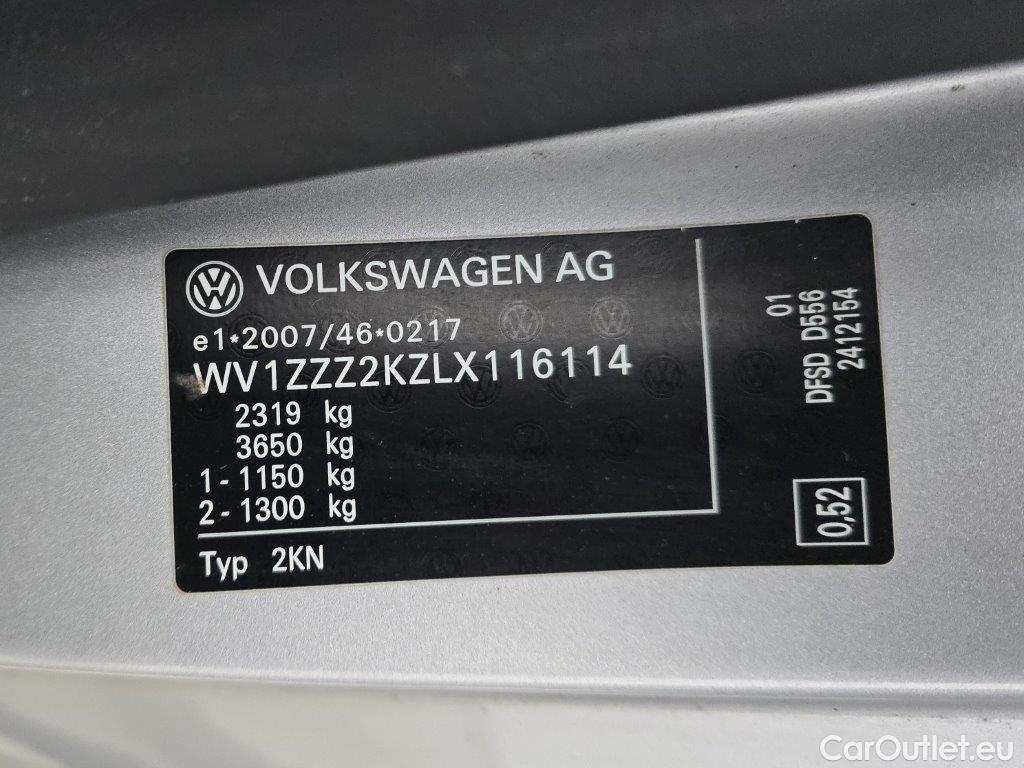 VOLKSWAGEN AG
e1*2007/46*0217
WV1ZZZ2KZLX116114
2319 kg
3650 kg
1 - 1150 kg
2 - 1300 kg
Typ 2KN
01
DFSD D556
2412154
0,52
CarOutlet.eu